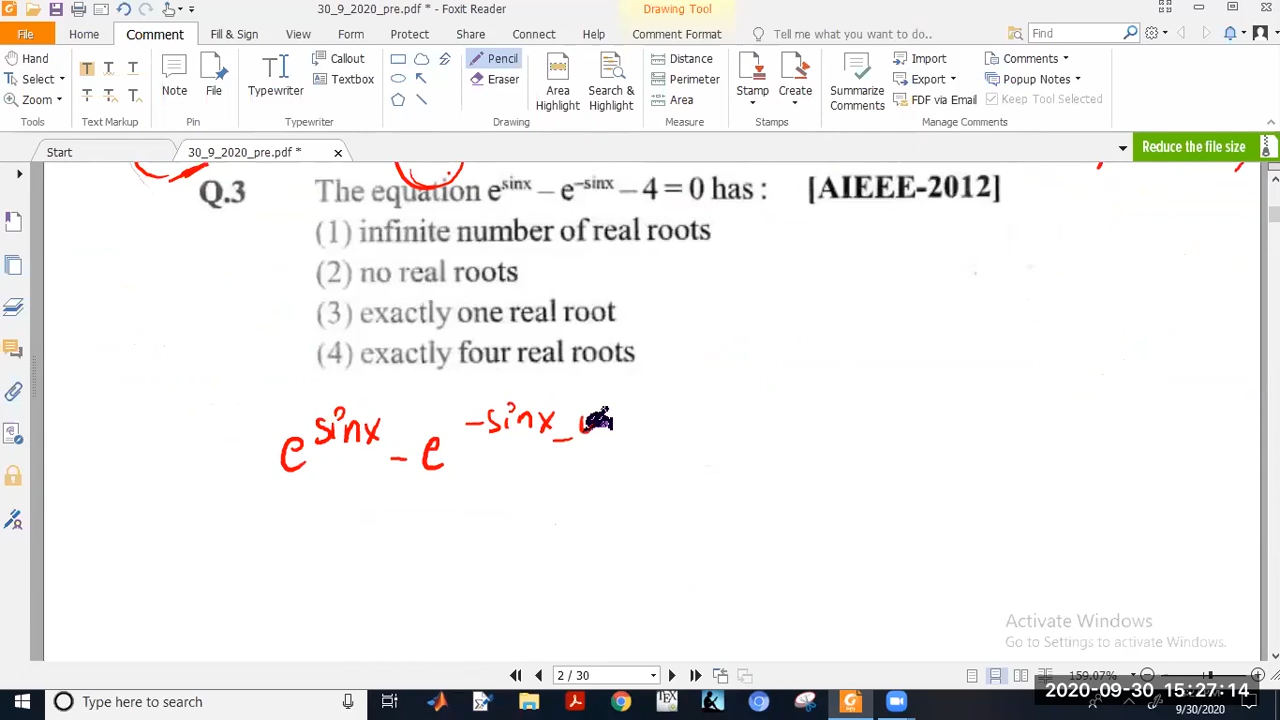 30_9_2020_pre.pdf * - Foxit Reader
Drawing Tool
File Home Comment Fill & Sign View Form Protect Share Connect Help Comment Format Tell me what you want to do.. Find
Hand Select Zoom Tools
T T T T T T Text Markup
Note File Pin
Typewriter Callout Textbox Typewriter
Pencil Eraser Drawing
Area Highlight Search & Highlight
Distance Perimeter Area Measure
Stamp Create Stamps
Summarize Comments Import Export FDF via Email Comments Popup Notes Keep Tool Selected Manage Comments
Start 30_9_2020_pre.pdf * Reduce the file size
Q.3 The equation e^sinx – e^–sinx – 4 = 0 has : [AIEEE-2012]
(1) infinite number of real roots
(2) no real roots
(3) exactly one real root
(4) exactly four real roots
e^sinx - e^-sinx -
Activate Windows
Go to Settings to activate Windows.
2 / 30 159.07%
Type here to search
2020-09-30 15:27:14
9/30/2020